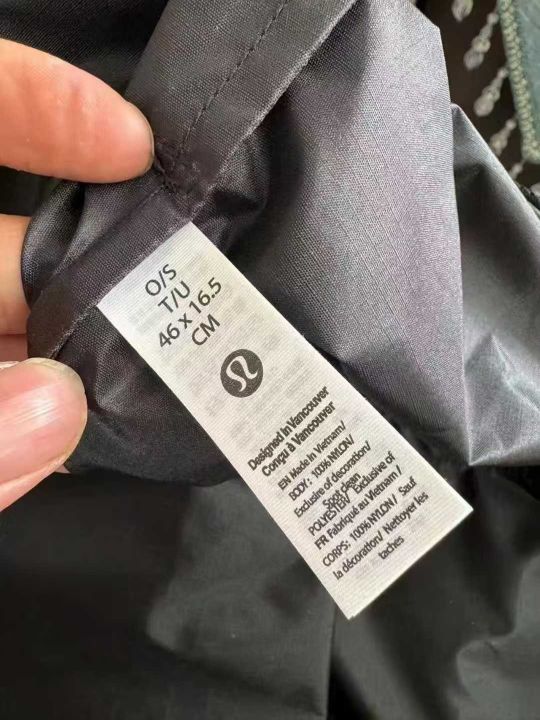 O/S
T/U
46 x 16.5
CM
Designed in Vancouver
Conçu à Vancouver
EN Made in Vietnam/
BODY: 100% NYLON/
Exclusive of decoration/
Spot clean
POLYESTER/ Exclusive of
FR Fabriqué au Vietnam/
CORPS: 100% NYLON/ Sauf
la décoration/ Nettoyer les
taches